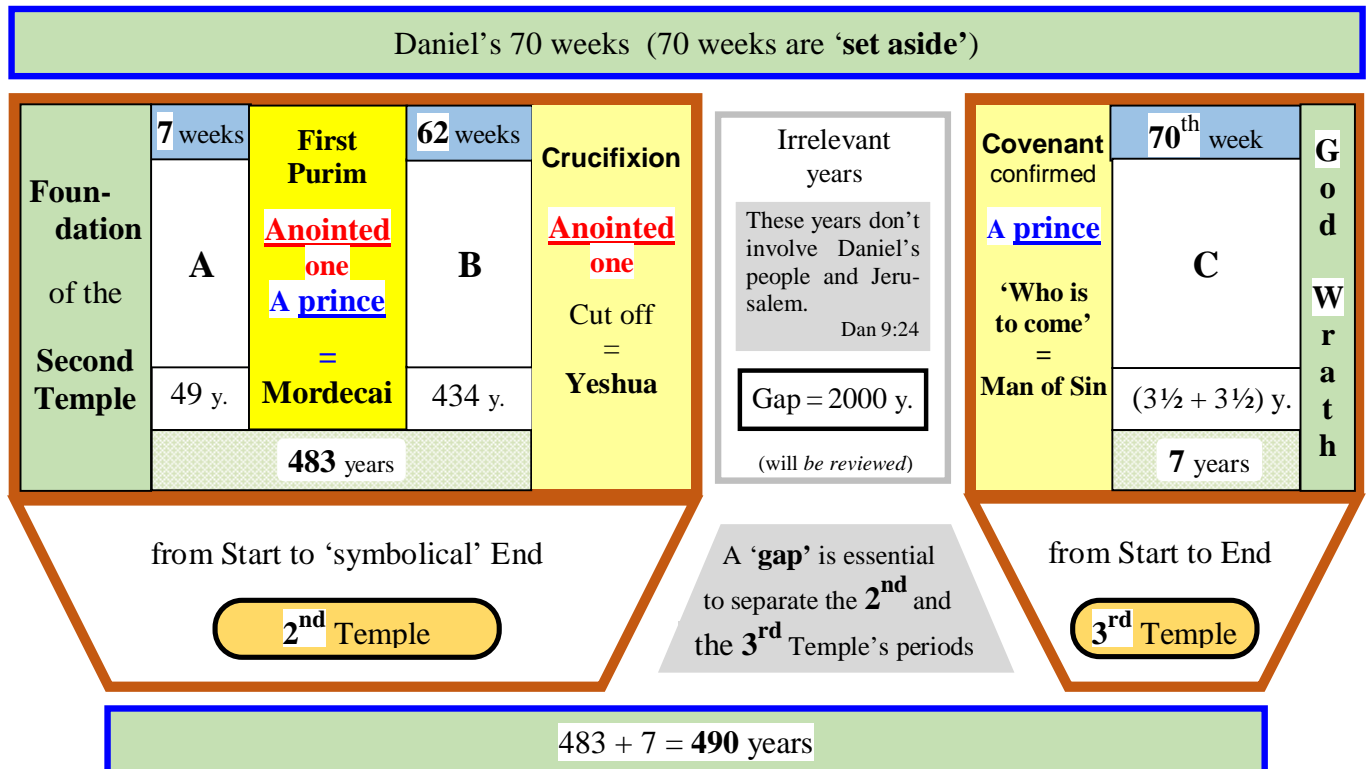 Daniel's 70 weeks (70 weeks are 'set aside')
Foun-
dation
of the
Second
Temple
7 weeks
A
49 y.
First
Purim
Anointed
one
A prince
=
Mordecai
62 weeks
B
434 y.
483 years
Crucifixion
Anointed
one
Cut off
=
Yeshua
Irrelevant
years
These years don't
involve Daniel's
people and Jeru-
salem.
Dan 9:24
Gap = 2000 y.
(will be reviewed)
Covenant
confirmed
A prince
'Who is
to come'
=
Man of Sin
70th week
C
(3½ + 3½) y.
7 years
G
o
d
W
r
a
t
h
from Start to 'symbolical' End
2nd Temple
A 'gap' is essential
to separate the 2nd and
the 3rd Temple's periods
from Start to End
3rd Temple
483 + 7 = 490 years